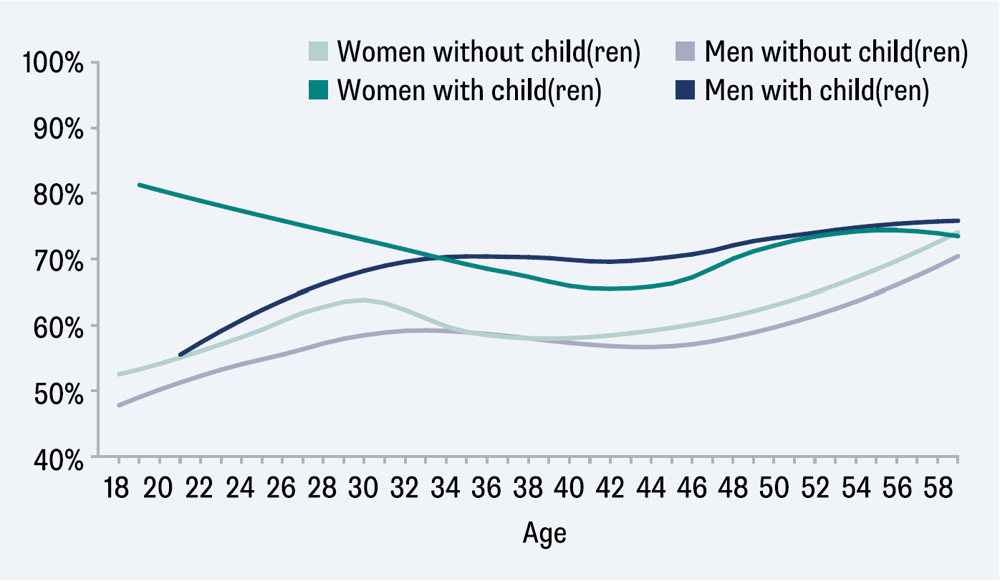 Women without child(ren) Men without child(ren)
Women with child(ren) Men with child(ren)
100%
90%
80%
70%
60%
50%
40%
18 20 22 24 26 28 30 32 34 36 38 40 42 44 46 48 50 52 54 56 58
Age